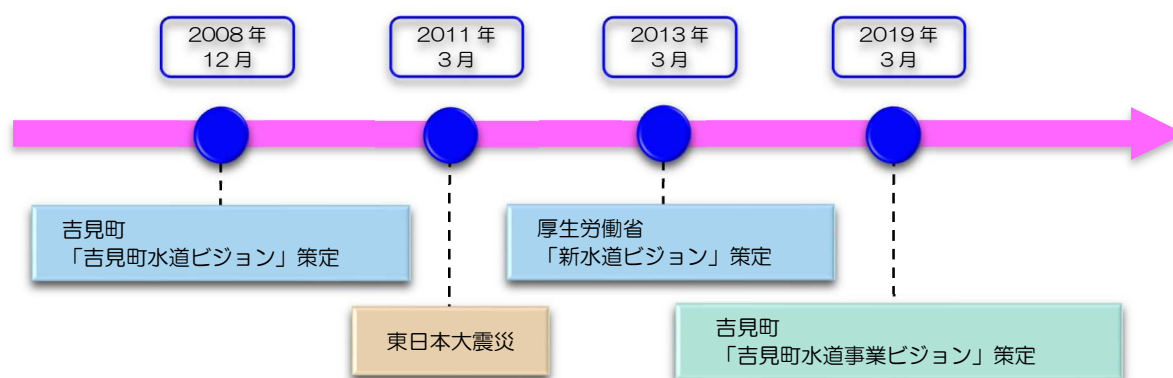 2008年
12月
2011年
3月
2013年
3月
2019年
3月
吉見町
「吉見町水道ビジョン」策定
厚生労働省
「新水道ビジョン」策定
東日本大震災
吉見町
「吉見町水道事業ビジョン」策定